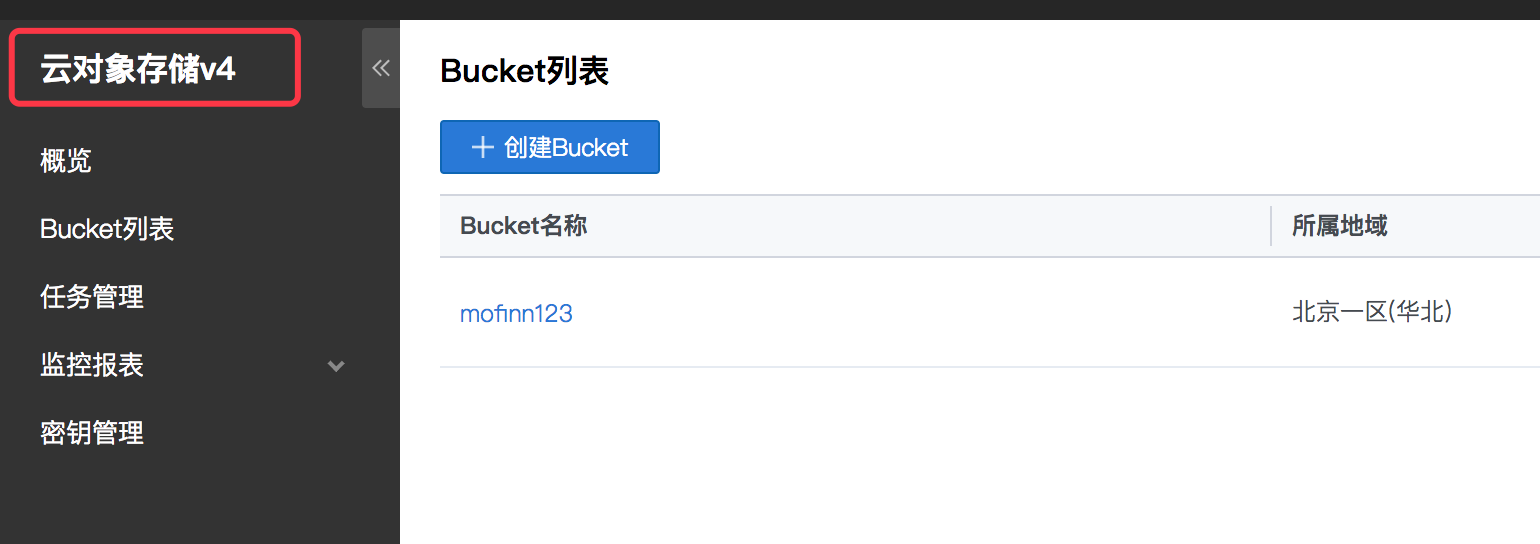 云对象存储v4
概览
Bucket列表
任务管理
监控报表
密钥管理
Bucket列表
创建Bucket
Bucket名称 所属地域
mofinn123 北京一区(华北)